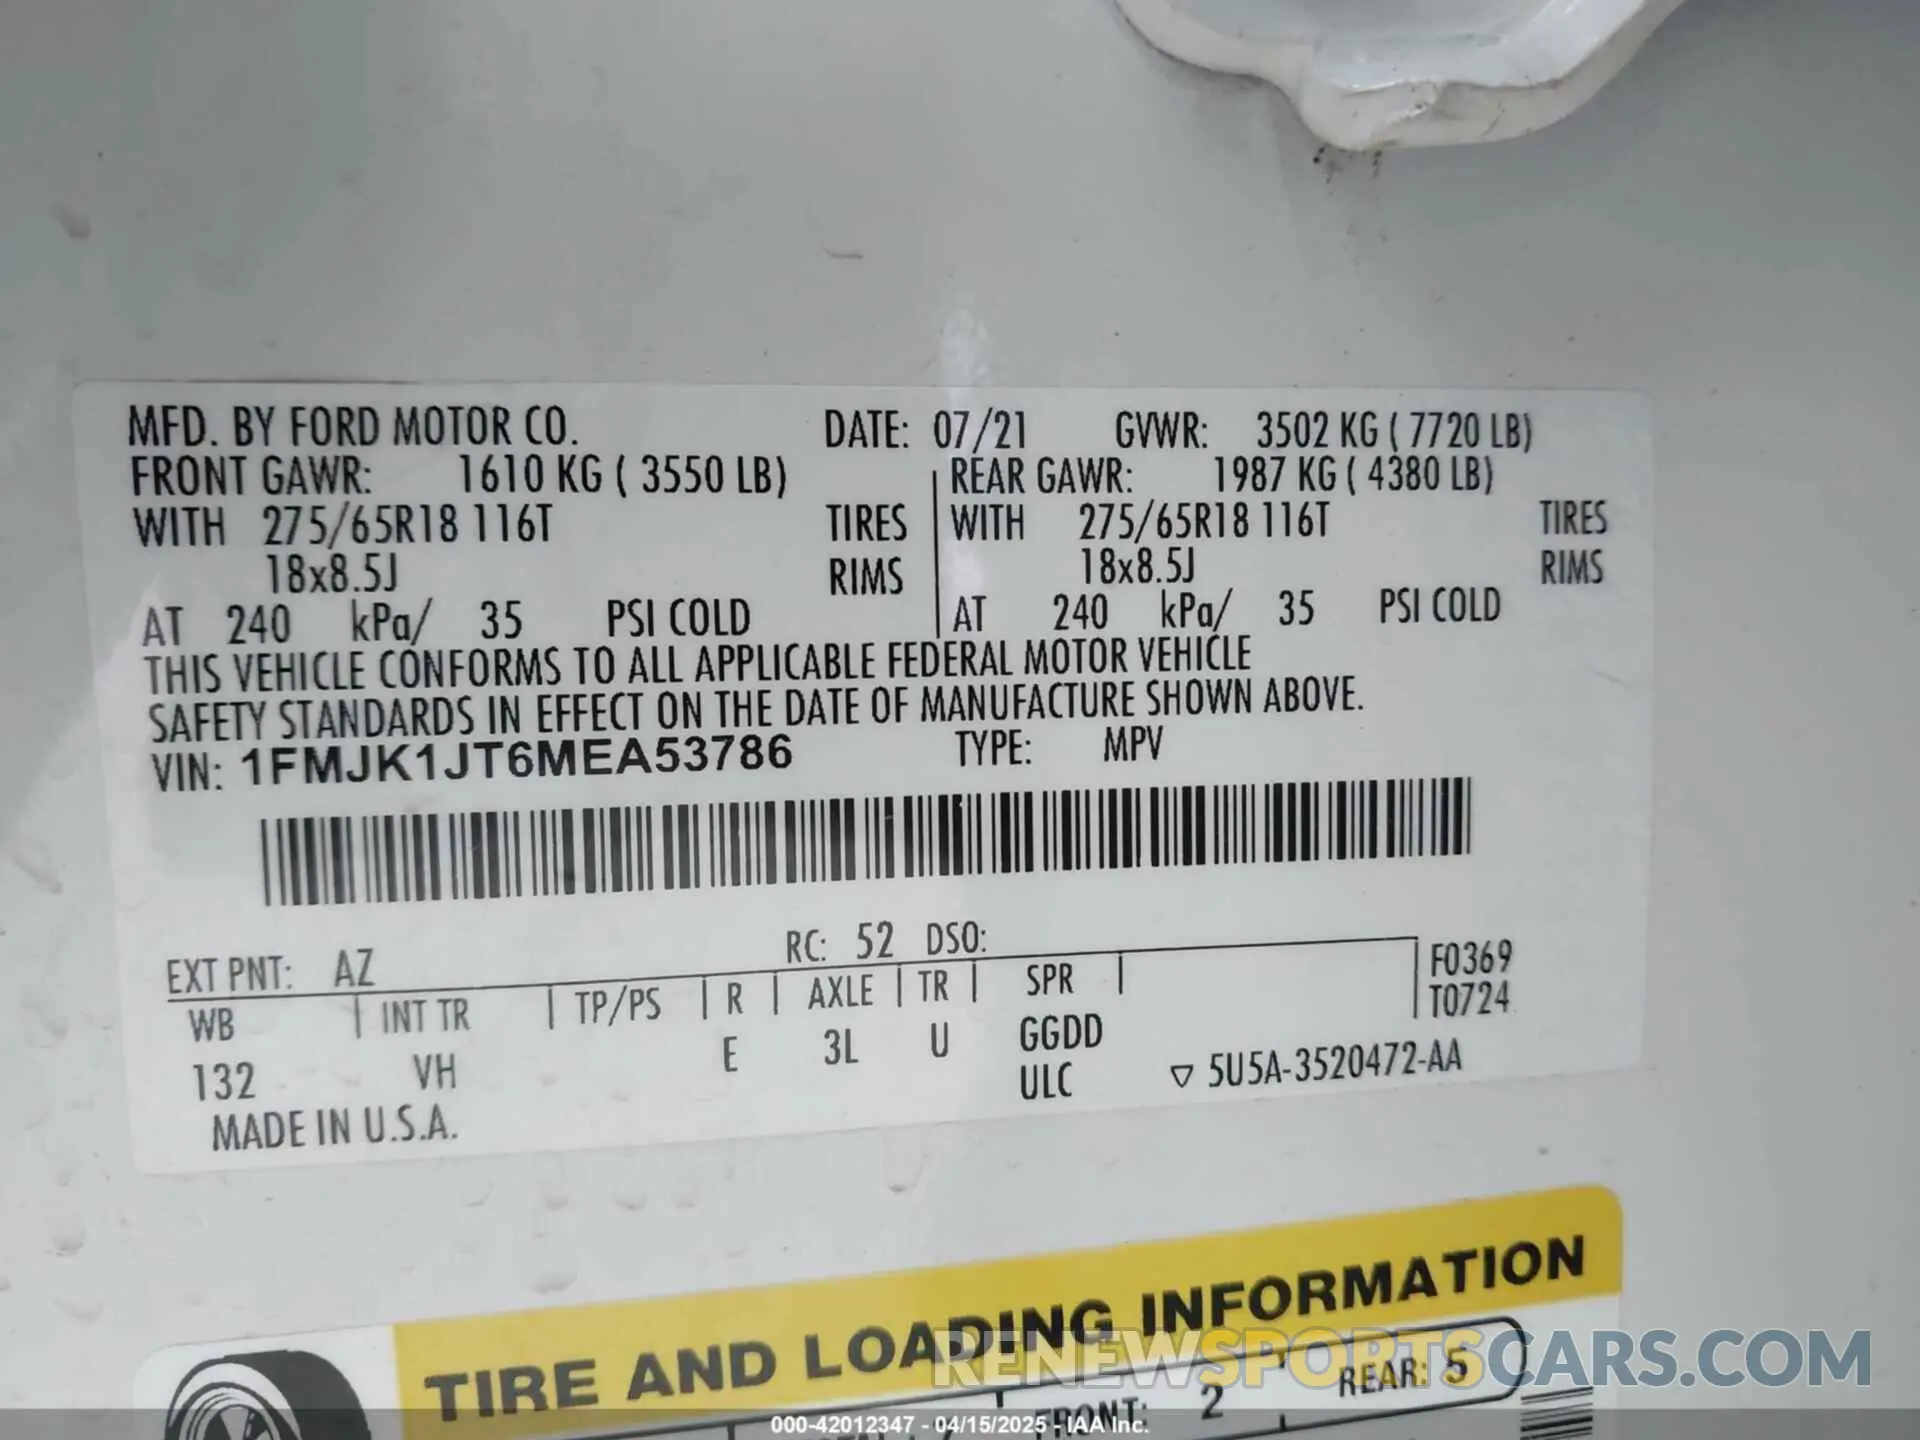 MFD. BY FORD MOTOR CO. DATE: 07/21 GVWR: 3502 KG ( 7720 LB)
FRONT GAWR: 1610 KG ( 3550 LB) REAR GAWR: 1987 KG ( 4380 LB)
WITH 275/65R18 116T TIRES WITH 275/65R18 116T TIRES
18x8.5J RIMS 18x8.5J RIMS
AT 240 kPa/ 35 PSI COLD AT 240 kPa/ 35 PSI COLD
THIS VEHICLE CONFORMS TO ALL APPLICABLE FEDERAL MOTOR VEHICLE
SAFETY STANDARDS IN EFFECT ON THE DATE OF MANUFACTURE SHOWN ABOVE.
VIN: 1FMJK1JT6MEA53786 TYPE: MPV
EXT PNT: AZ RC: 52 DSO:
WB INT TR TP/PS R AXLE TR SPR F0369
T0724
132 VH E 3L U GGDD
ULC ▽ 5U5A-3520472-AA
MADE IN U.S.A.
TIRE AND LOADING INFORMATION
RENEWSPORTSCARS.COM
FRONT: 2 REAR: 5
000-42012347 - 04/15/2025 - IAA Inc.